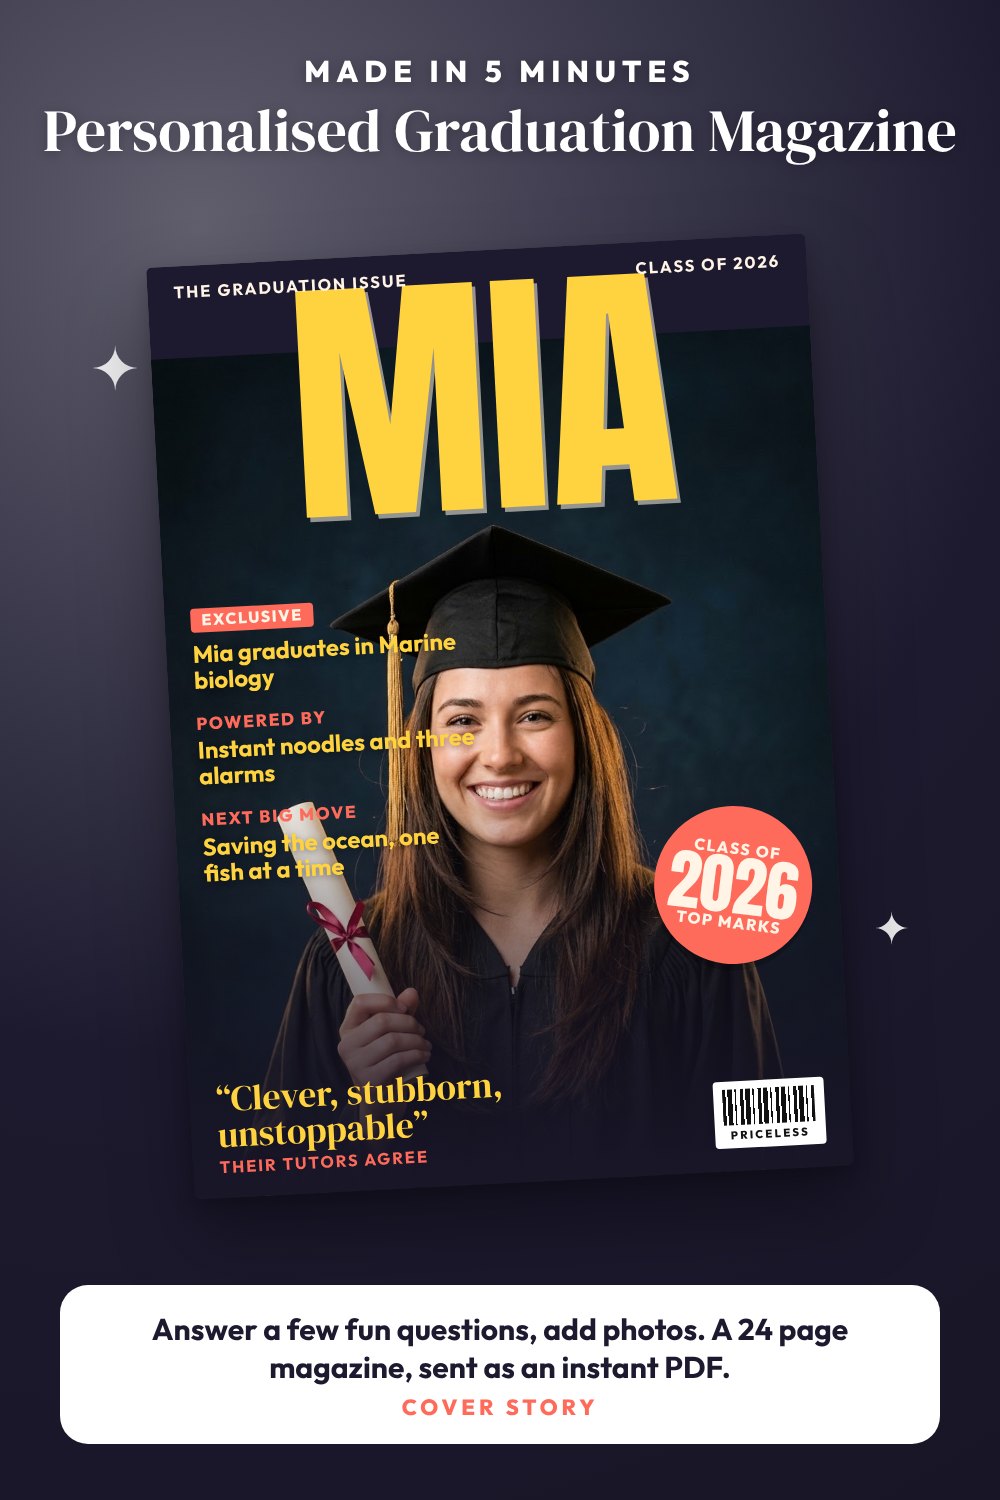 MADE IN 5 MINUTES
Personalised Graduation Magazine
THE GRADUATION ISSUE
CLASS OF 2026
MIA
EXCLUSIVE
Mia graduates in Marine
biology
POWERED BY
Instant noodles and three
alarms
NEXT BIG MOVE
Saving the ocean, one
fish at a time
CLASS OF
2026
TOP MARKS
“Clever, stubborn,
unstoppable”
THEIR TUTORS AGREE
PRICELESS
Answer a few fun questions, add photos. A 24 page
magazine, sent as an instant PDF.
COVER STORY